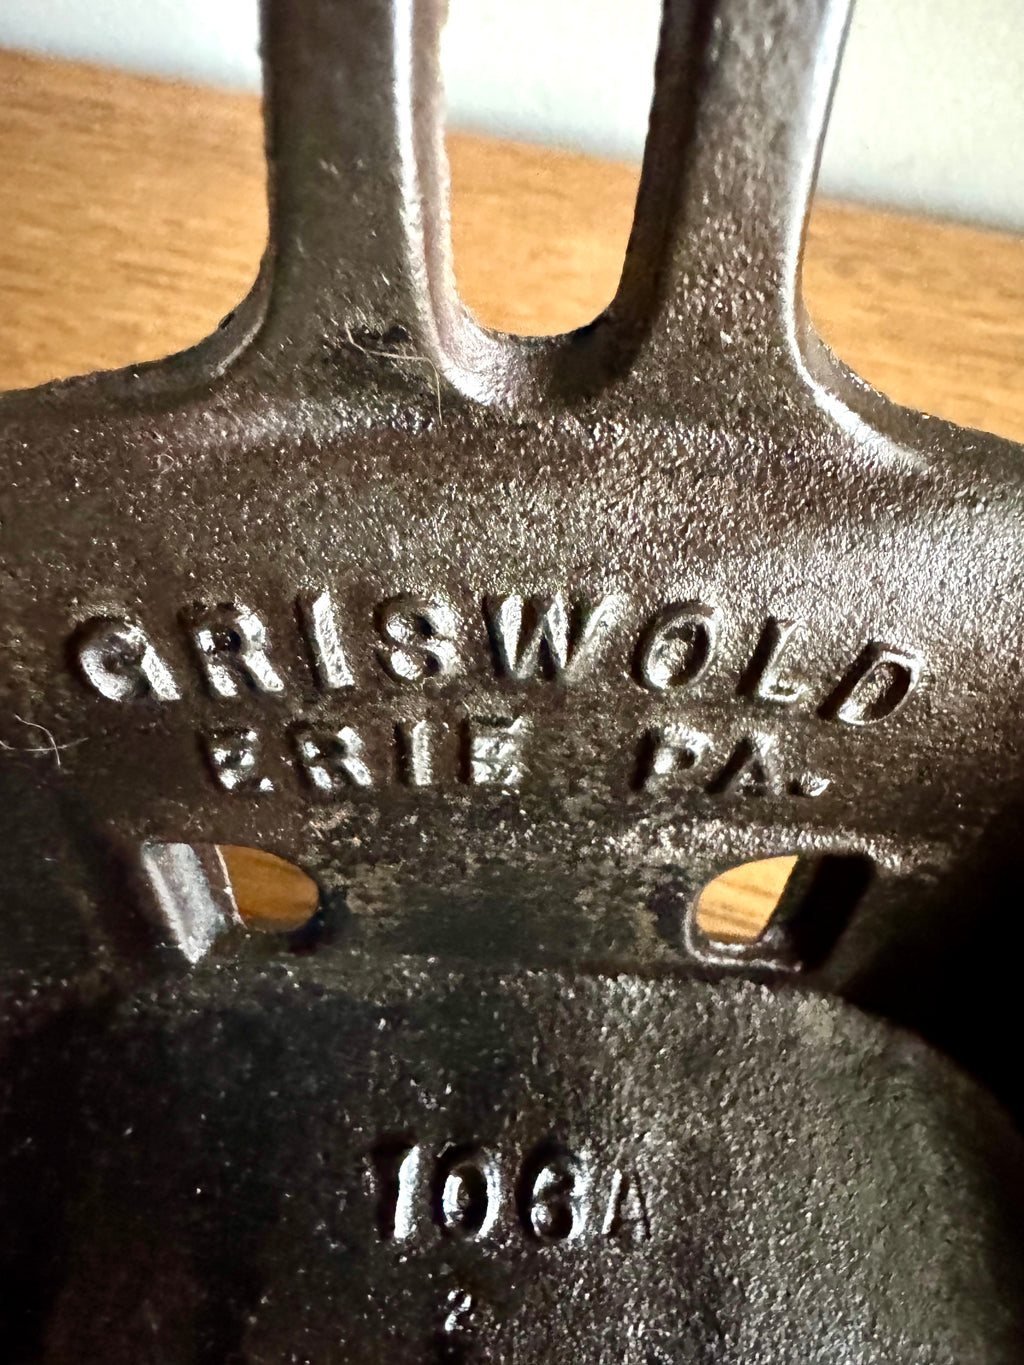 GRISWOLD
ERIE PA.
106A
2